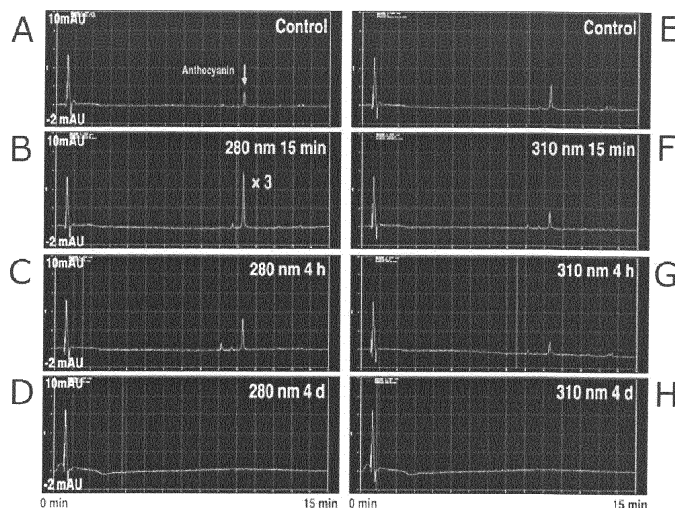 A
10mAU
Control
Anthocyanin
-2 mAU
B
10mAU
280 nm 15 min
x 3
-2 mAU
C
10mAU
280 nm 4 h
-2 mAU
D
10mAU
280 nm 4 d
-2 mAU
0 min
15 min
Control
E
310 nm 15 min
F
310 nm 4 h
G
310 nm 4 d
H
0 min
15 min